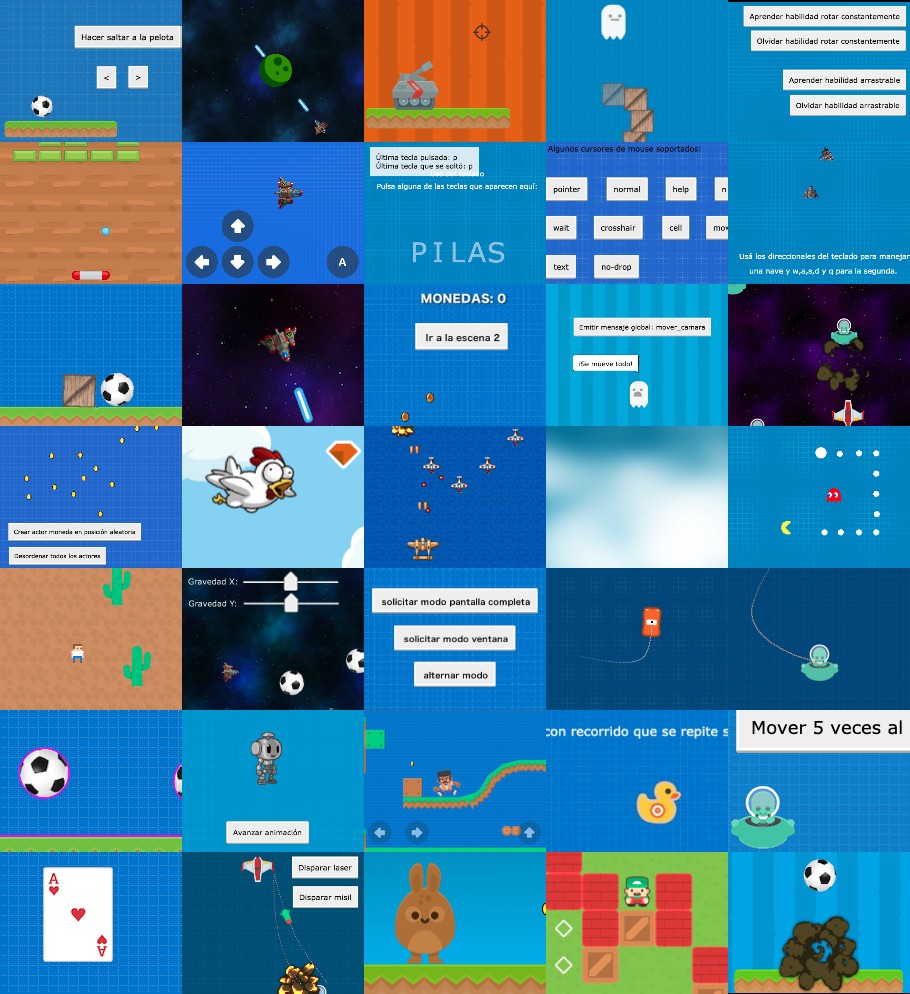 Hacer saltar a la pelota
<
>
Aprender habilidad rotar constantemente
Olvidar habilidad rotar constantemente
Aprender habilidad arrastrable
Olvidar habilidad arrastrable
A
Última tecla pulsada: p
Última tecla que se soltó: p
Pulsa alguna de las teclas que aparecen aquí:
PILAS
Algunos cursores de mouse soportados:
pointer
normal
help
n
wait
crosshair
cell
mov
text
no-drop
Usá los direccionales del teclado para manejar
una nave y w,a,s,d y q para la segunda.
MONEDAS: 0
Ir a la escena 2
Emitir mensaje global: mover_camara
¡Se mueve todo!
Crear actor moneda en posición aleatoria
Desordenar todos los actores
Gravedad X:
Gravedad Y:
solicitar modo pantalla completa
solicitar modo ventana
alternar modo
Avanzar animación
con recorrido que se repite s
Mover 5 veces al
A
A
Disparar laser
Disparar misil